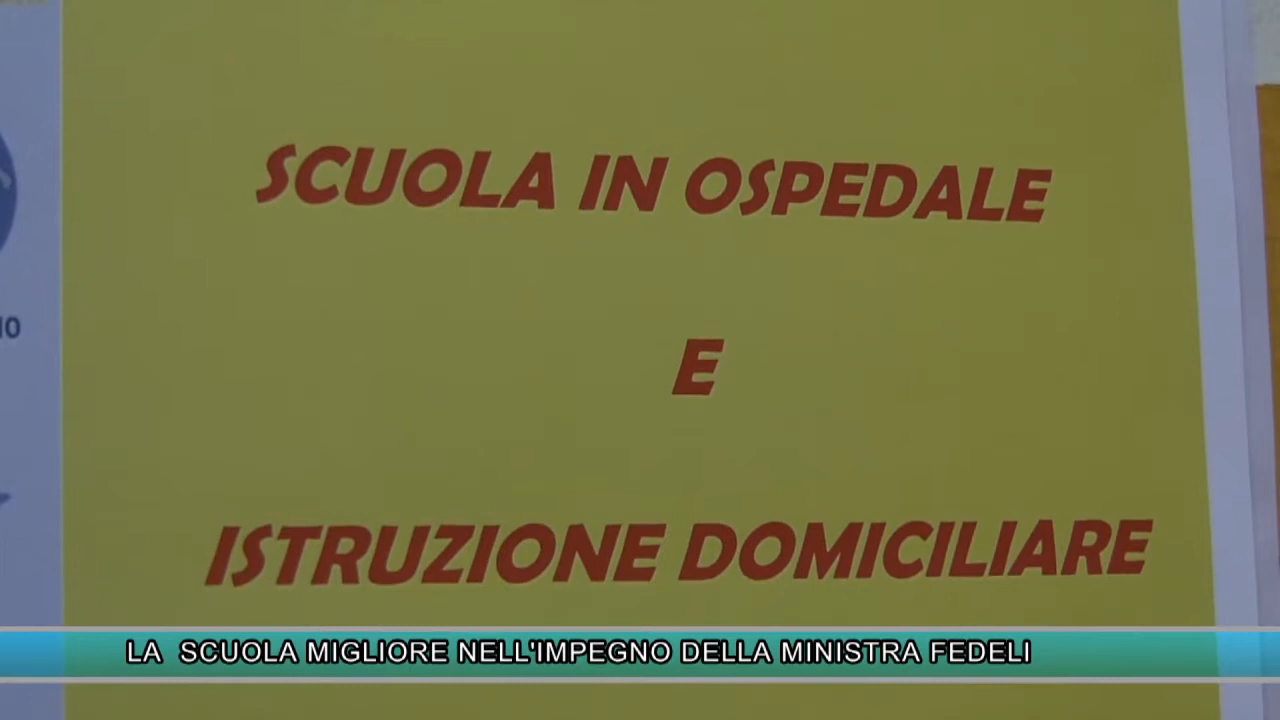 SCUOLA IN OSPEDALE
E
ISTRUZIONE DOMICILIARE
LA SCUOLA MIGLIORE NELL'IMPEGNO DELLA MINISTRA FEDELI